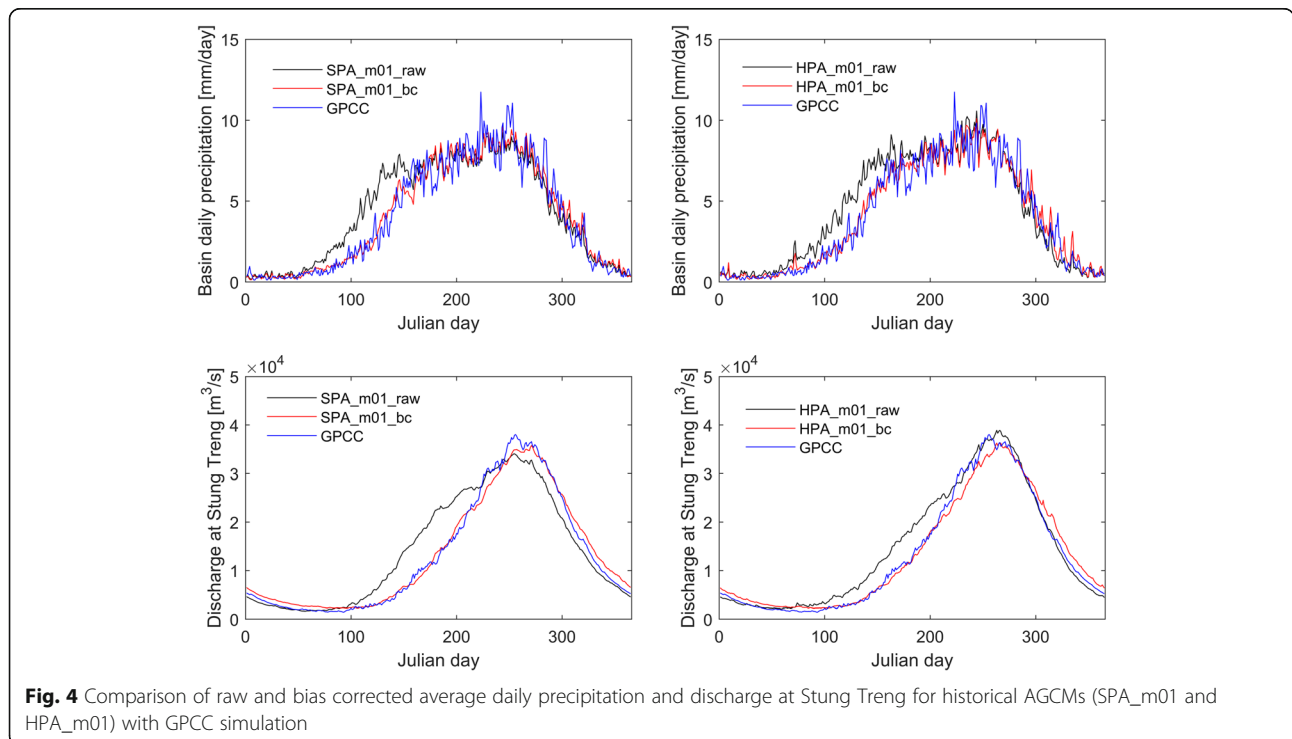 15
10
5
0
Basin daily precipitation [mm/day]
SPA_m01_raw
SPA_m01_bc
GPCC
0 100 200 300
Julian day
15
10
5
0
Basin daily precipitation [mm/day]
HPA_m01_raw
HPA_m01_bc
GPCC
0 100 200 300
Julian day
×10⁴
5
4
3
2
1
0
Discharge at Stung Treng [m³/s]
SPA_m01_raw
SPA_m01_bc
GPCC
0 100 200 300
Julian day
×10⁴
5
4
3
2
1
0
Discharge at Stung Treng [m³/s]
HPA_m01_raw
HPA_m01_bc
GPCC
0 100 200 300
Julian day
Fig. 4 Comparison of raw and bias corrected average daily precipitation and discharge at Stung Treng for historical AGCMs (SPA_m01 and
HPA_m01) with GPCC simulation